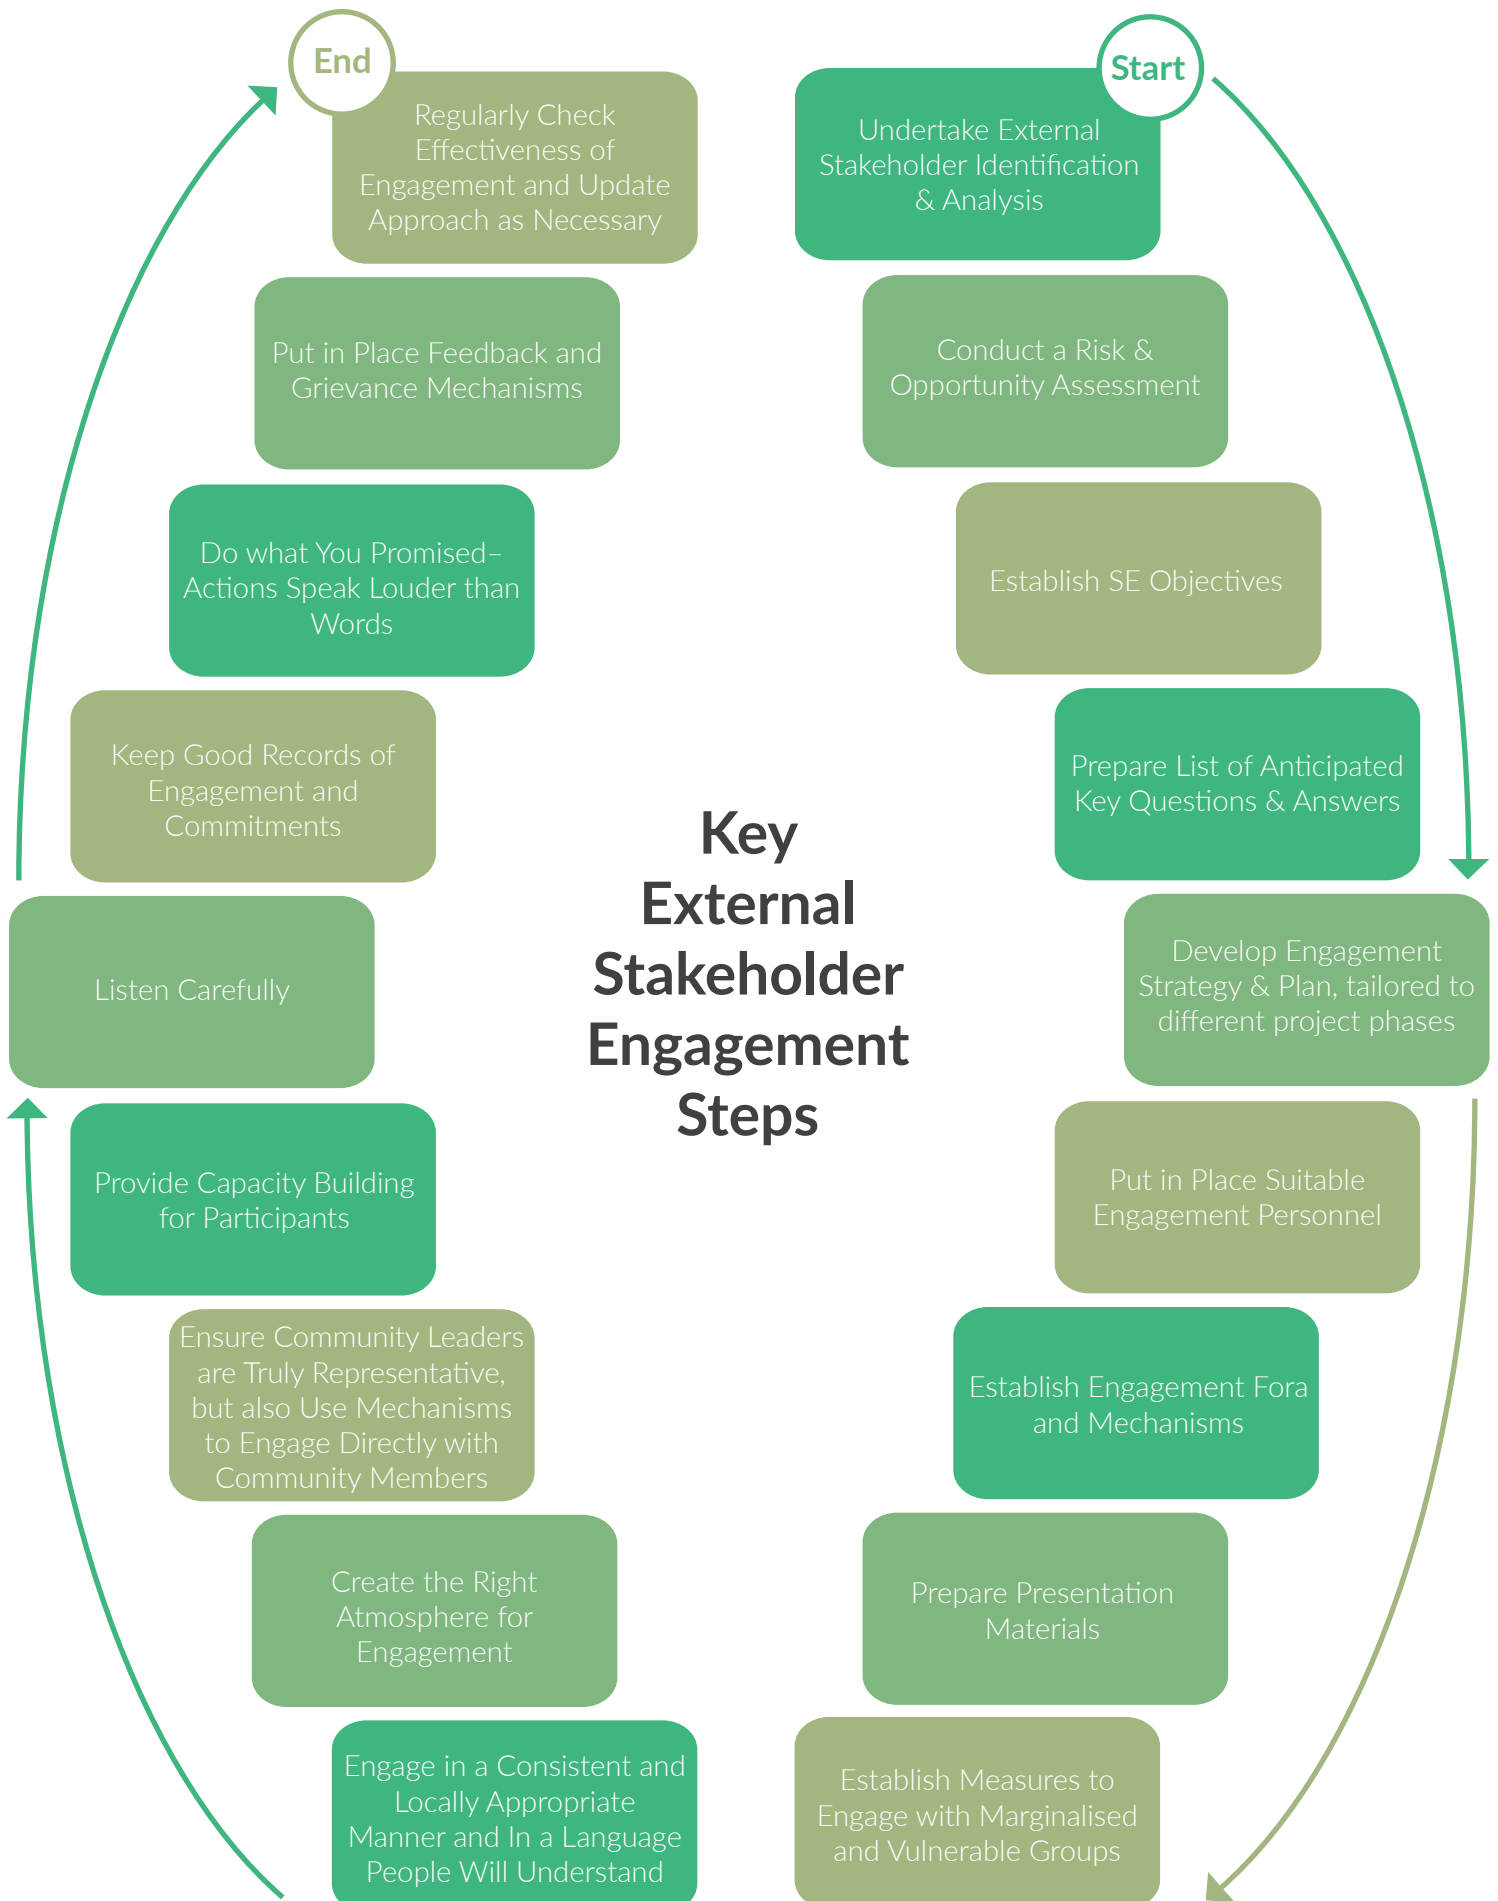 Start
Undertake External
Stakeholder Identification
& Analysis
Conduct a Risk &
Opportunity Assessment
Establish SE Objectives
Prepare List of Anticipated
Key Questions & Answers
Develop Engagement
Strategy & Plan, tailored to
different project phases
Put in Place Suitable
Engagement Personnel
Establish Engagement Fora
and Mechanisms
Prepare Presentation
Materials
Establish Measures to
Engage with Marginalised
and Vulnerable Groups
Engage in a Consistent and
Locally Appropriate
Manner and In a Language
People Will Understand
Create the Right
Atmosphere for
Engagement
Ensure Community Leaders
are Truly Representative,
but also Use Mechanisms
to Engage Directly with
Community Members
Provide Capacity Building
for Participants
Listen Carefully
Keep Good Records of
Engagement and
Commitments
Do what You Promised–
Actions Speak Louder than
Words
Put in Place Feedback and
Grievance Mechanisms
Regularly Check
Effectiveness of
Engagement and Update
Approach as Necessary
End
Key
External
Stakeholder
Engagement
Steps